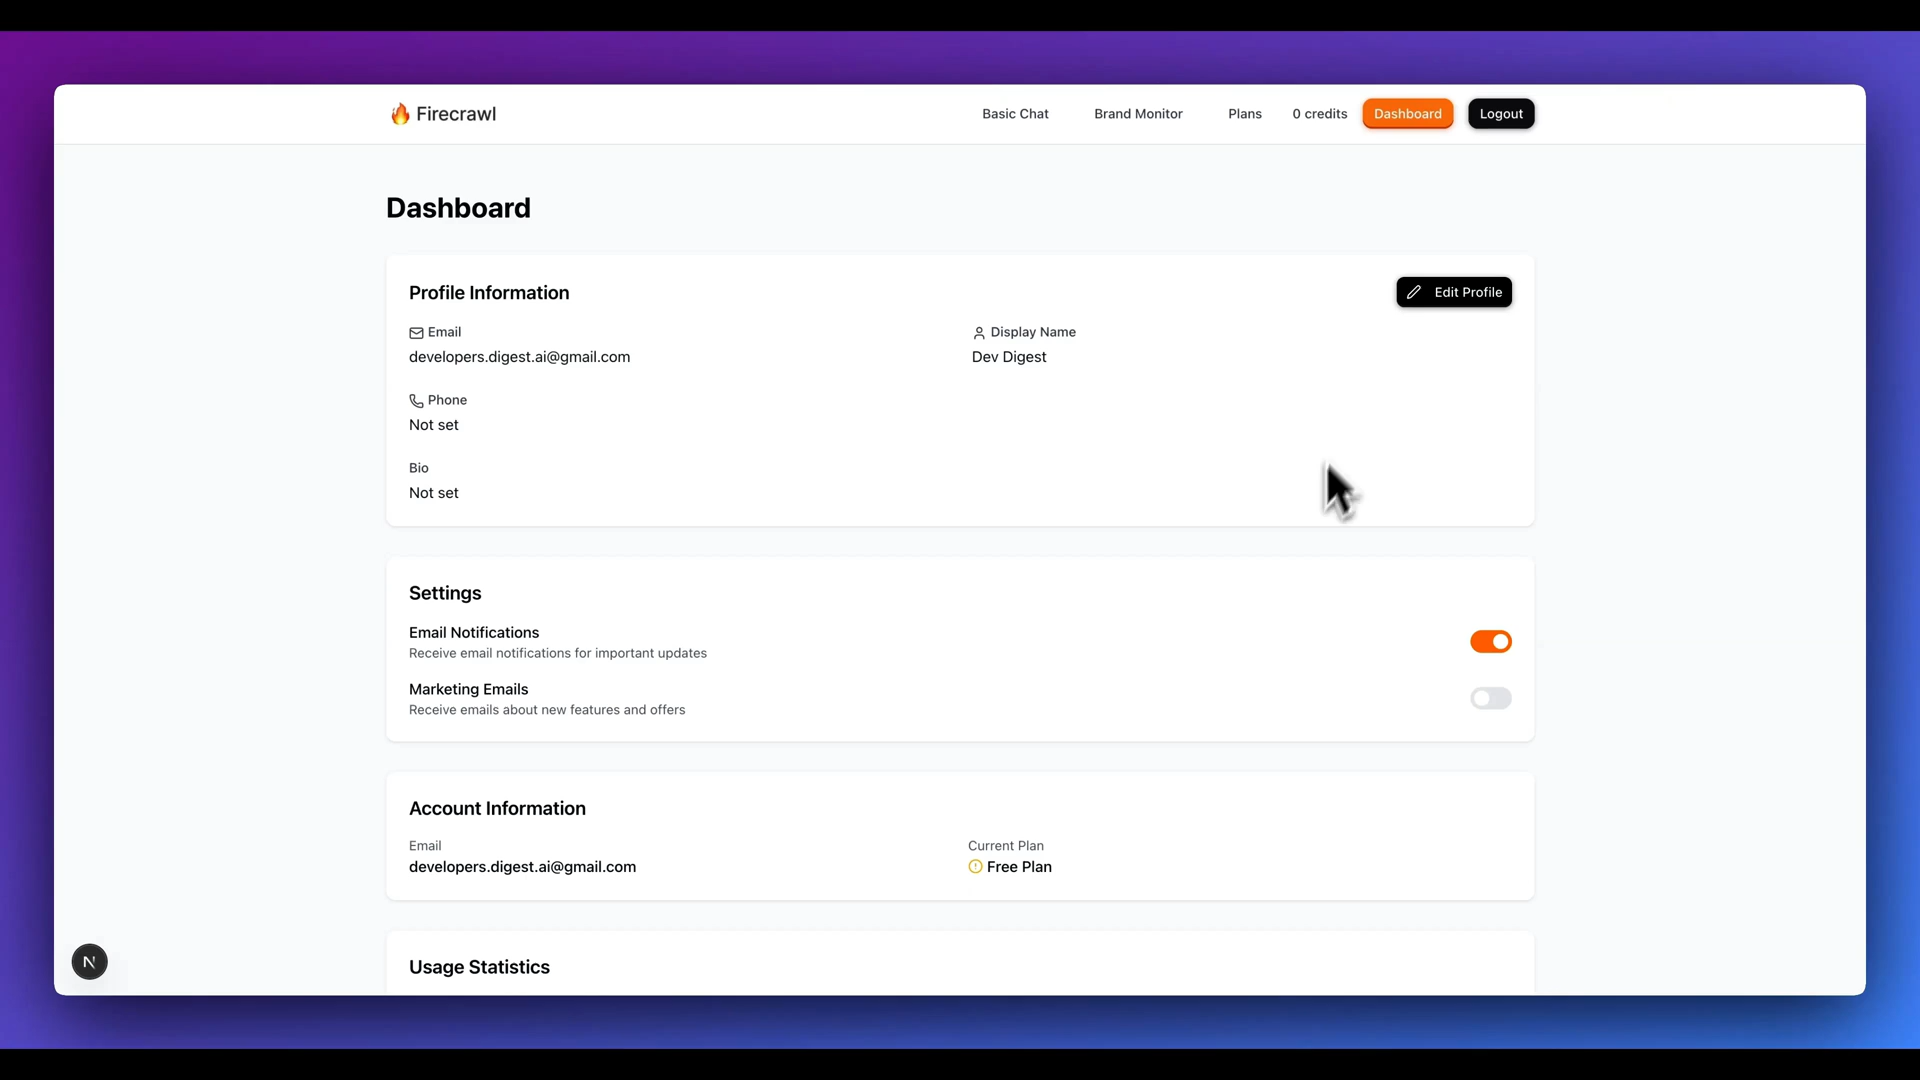 Firecrawl
Basic Chat
Brand Monitor
Plans
0 credits
Dashboard
Logout
Dashboard
Profile Information
Edit Profile
Email
developers.digest.ai@gmail.com
Display Name
Dev Digest
Phone
Not set
Bio
Not set
Settings
Email Notifications
Receive email notifications for important updates
Marketing Emails
Receive emails about new features and offers
Account Information
Email
developers.digest.ai@gmail.com
Current Plan
Free Plan
Usage Statistics
N